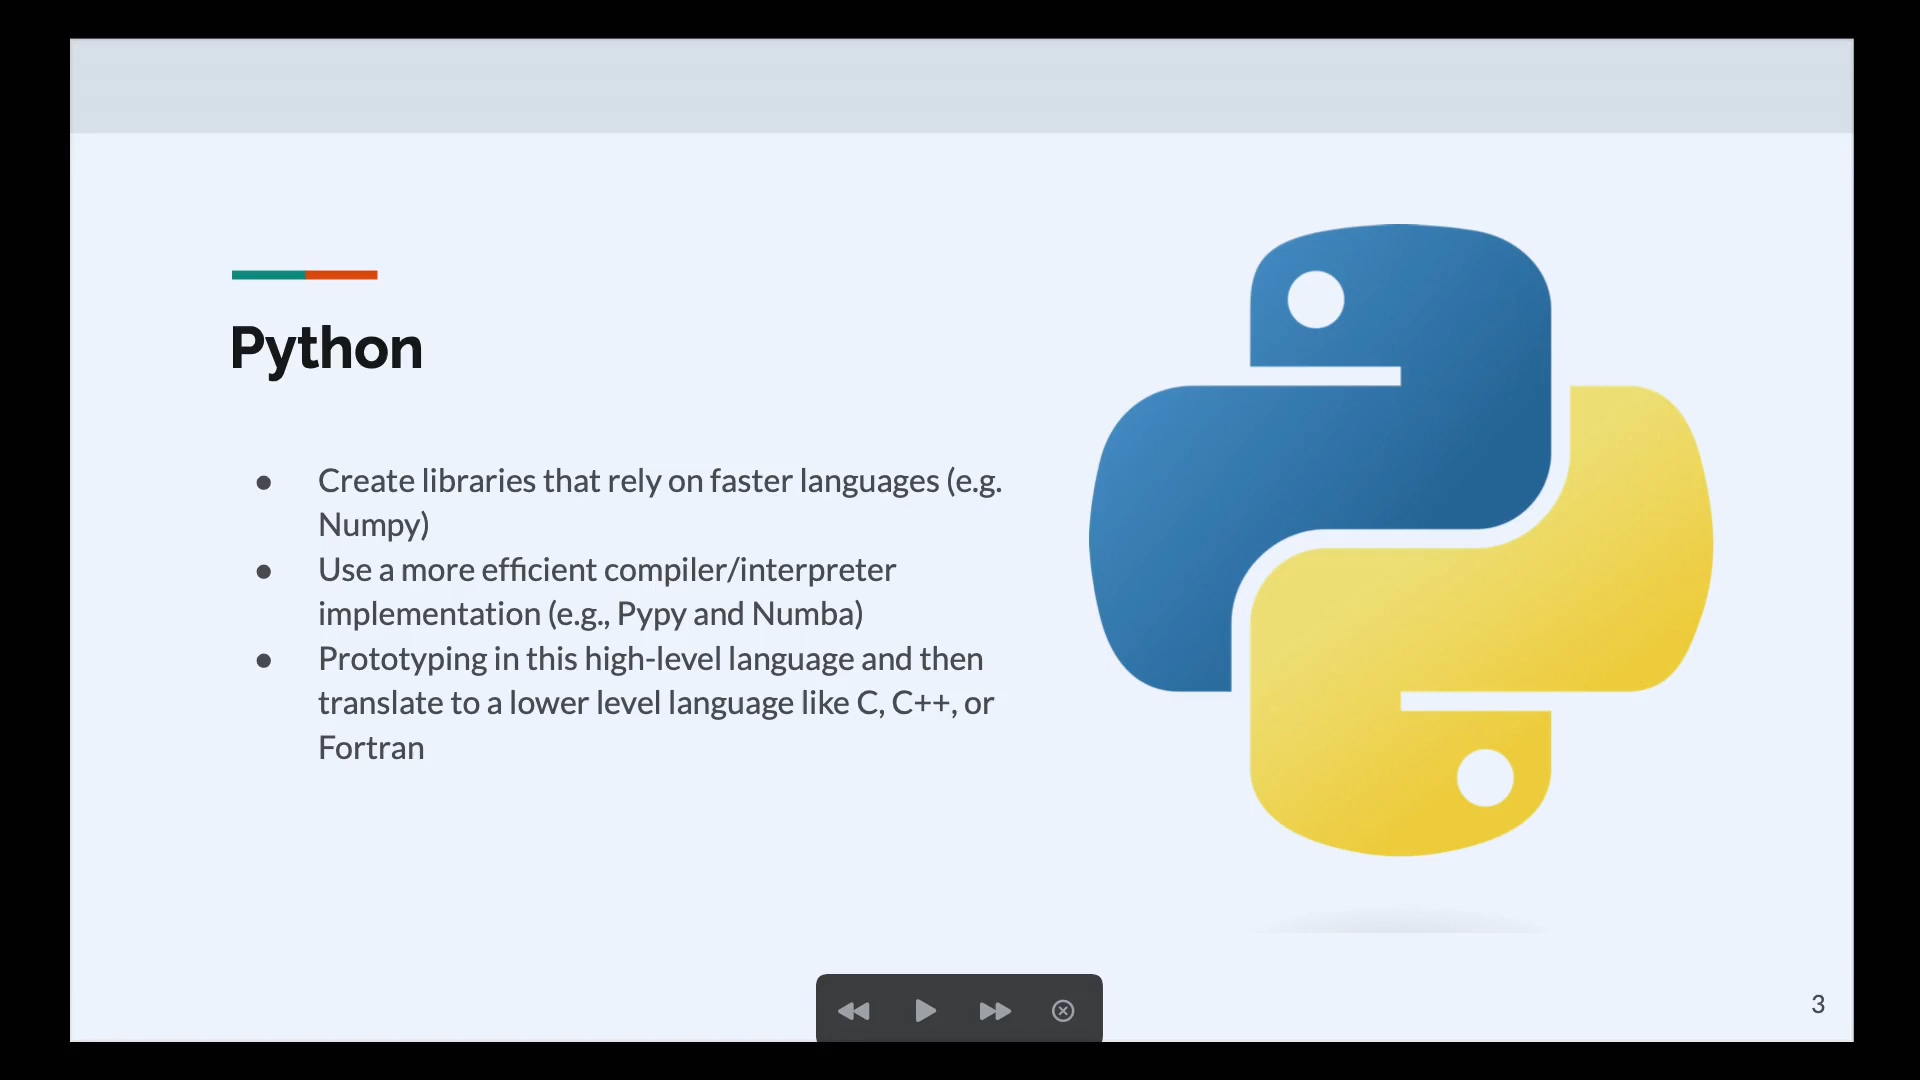 Python
● Create libraries that rely on faster languages (e.g.
Numpy)
● Use a more efficient compiler/interpreter
implementation (e.g., Pypy and Numba)
● Prototyping in this high-level language and then
translate to a lower level language like C, C++, or
Fortran
3